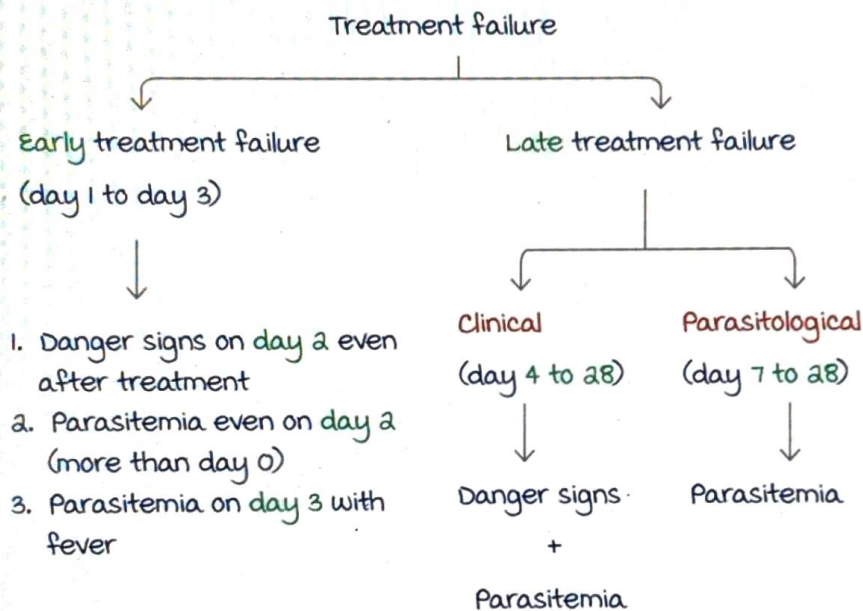 Treatment failure
Early treatment failure
(day 1 to day 3)
1. Danger signs on day 2 even
after treatment
2. Parasitemia even on day 2
(more than day 0)
3. Parasitemia on day 3 with
fever
Late treatment failure
Clinical
(day 4 to 28)
Danger signs
+
Parasitemia
Parasitological
(day 7 to 28)
Parasitemia